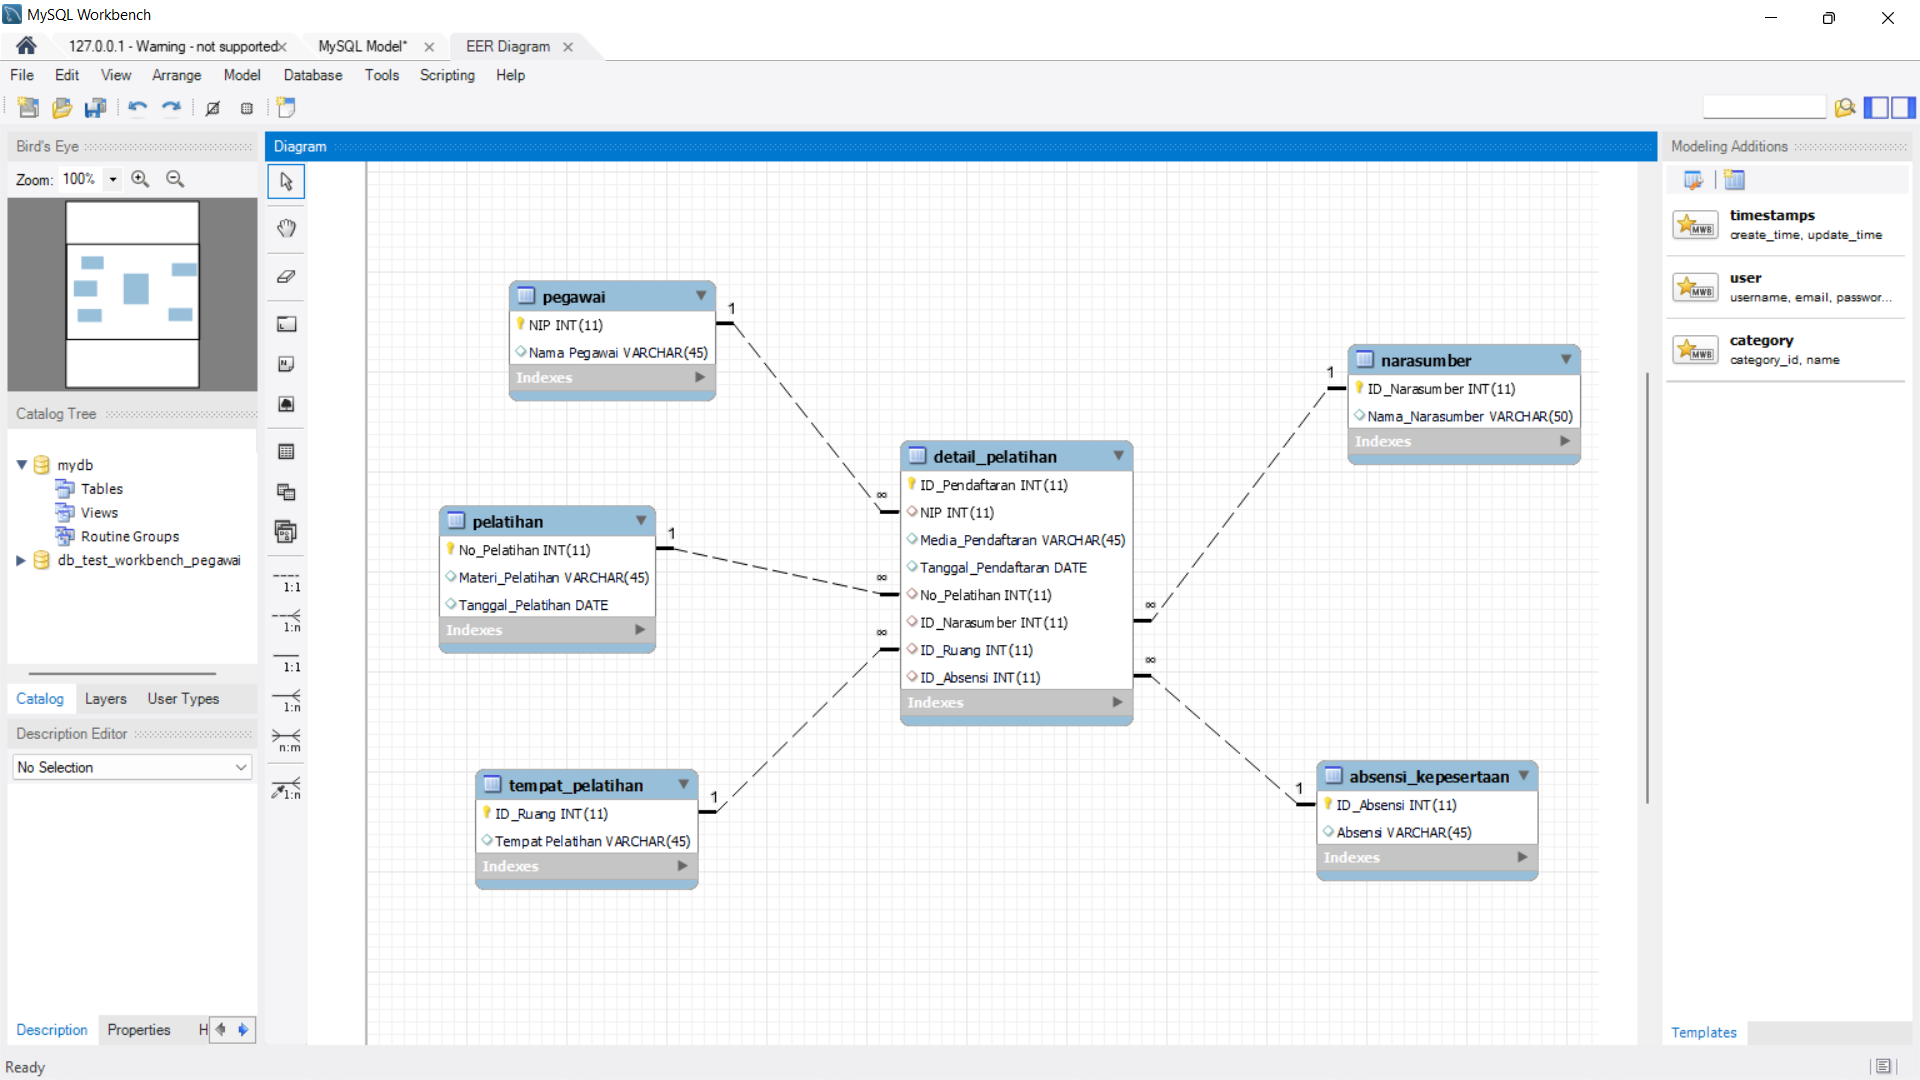 MySQL Workbench
127.0.0.1 - Warning - not supported
MySQL Model*
EER Diagram
File Edit View Arrange Model Database Tools Scripting Help
Bird's Eye
Zoom: 100%
Catalog Tree
mydb
Tables
Views
Routine Groups
db_test_workbench_pegawai
Catalog Layers User Types
Description Editor
No Selection
Description Properties H
Ready
Diagram
1:1
1:n
1:1
1:n
n:m
1:n
pegawai
NIP INT(11)
Nama Pegawai VARCHAR(45)
Indexes
1
∞
pelatihan
No_Pelatihan INT(11)
Materi_Pelatihan VARCHAR(45)
Tanggal_Pelatihan DATE
Indexes
1
∞
tempat_pelatihan
ID_Ruang INT(11)
Tempat Pelatihan VARCHAR(45)
Indexes
1
∞
detail_pelatihan
ID_Pendaftaran INT(11)
NIP INT(11)
Media_Pendaftaran VARCHAR(45)
Tanggal_Pendaftaran DATE
No_Pelatihan INT(11)
ID_Narasumber INT(11)
ID_Ruang INT(11)
ID_Absensi INT(11)
Indexes
narasumber
ID_Narasumber INT(11)
Nama_Narasumber VARCHAR(50)
Indexes
1
∞
absensi_kepesertaan
ID_Absensi INT(11)
Absensi VARCHAR(45)
Indexes
1
∞
Modeling Additions
MWB
timestamps
create_time, update_time
MWB
user
username, email, passwor...
MWB
category
category_id, name
Templates